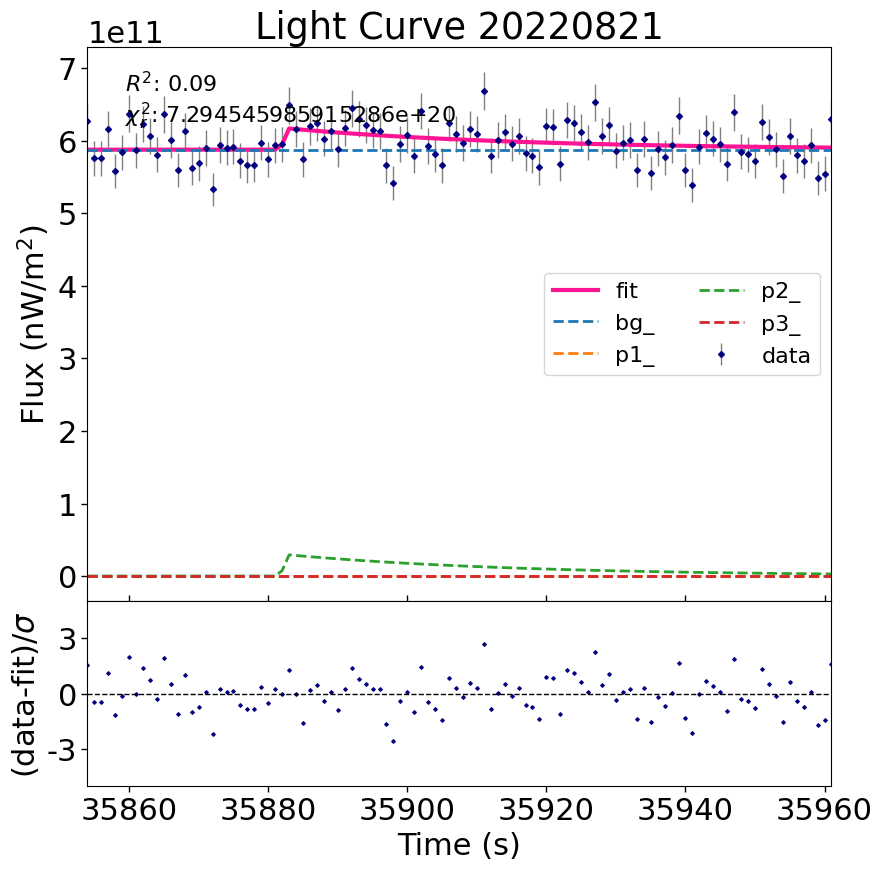 Light Curve 20220821
1e11
R²: 0.09
χ²_ν: 7.294545985915286e+20
7
6
5
4
3
2
1
0
Flux (nW/m²)
fit
bg_
p1_
p2_
p3_
data
3
0
-3
(data-fit)/σ
35860 35880 35900 35920 35940 35960
Time (s)